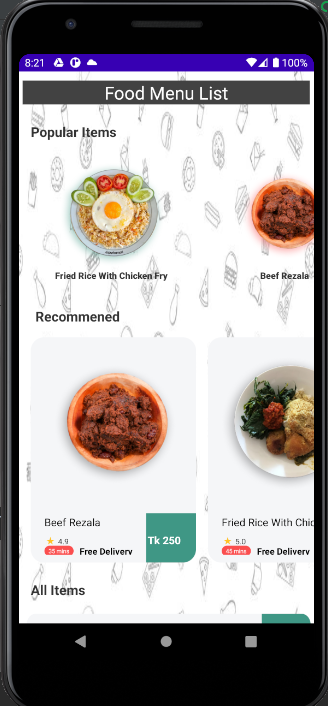 8:21 100%
Food Menu List
Popular Items
Fried Rice With Chicken Fry
Beef Rezala
Recommened
Beef Rezala
4.9
35 mins Free Delivery
Tk 250
Fried Rice With Chic
5.0
45 mins Free Delivery
All Items